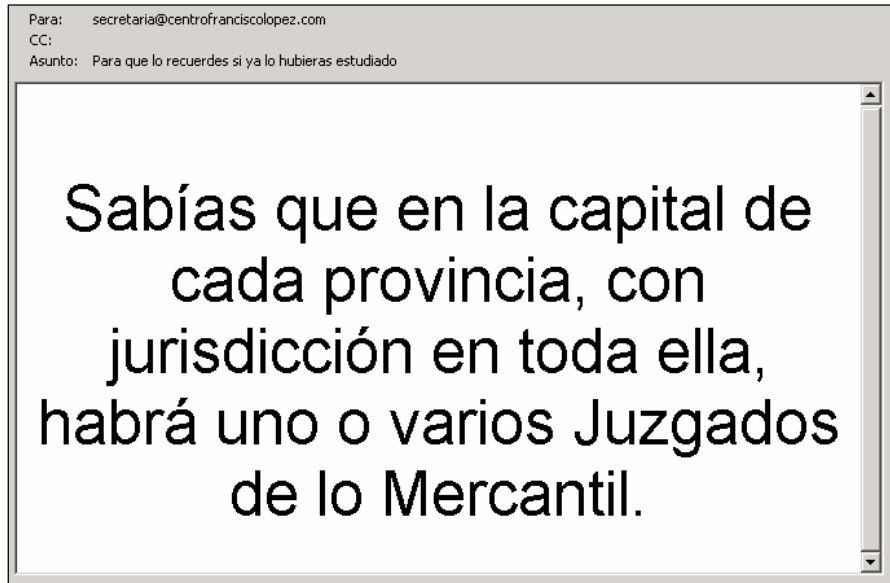 Para: secretaria@centrofranciscolopez.com
CC:
Asunto: Para que lo recuerdes si ya lo hubieras estudiado
Sabías que en la capital de
cada provincia, con
jurisdicción en toda ella,
habrá uno o varios Juzgados
de lo Mercantil.